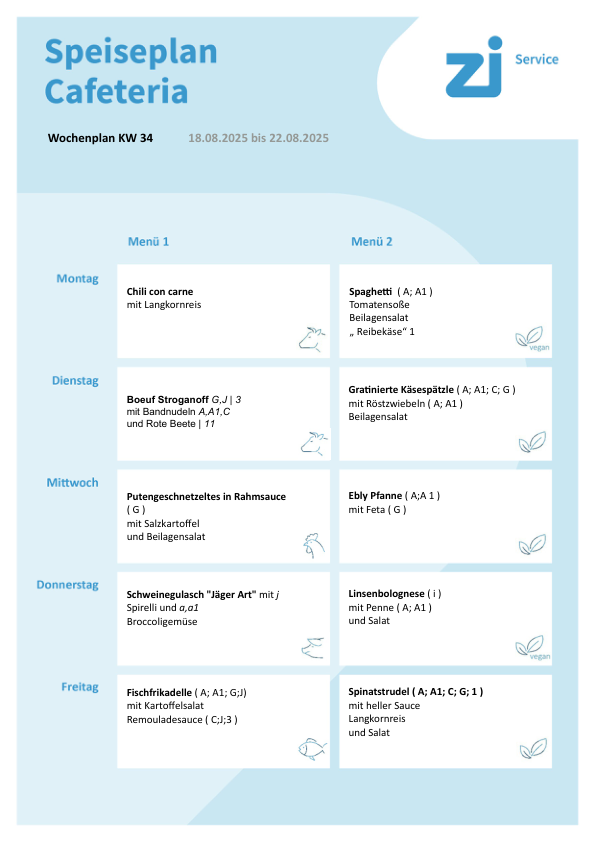 Speiseplan
Cafeteria
zi Service
Wochenplan KW 34 18.08.2025 bis 22.08.2025
Menü 1 Menü 2
Montag
Chili con carne
mit Langkornreis
Spaghetti ( A; A1 )
Tomatensoße
Beilagensalat
„ Reibekäse“ 1
vegan
Dienstag
Boeuf Stroganoff G,J | 3
mit Bandnudeln A,A1,C
und Rote Beete | 11
Gratinierte Käsespätzle ( A; A1; C; G )
mit Röstzwiebeln ( A; A1 )
Beilagensalat
Mittwoch
Putengeschnetzeltes in Rahmsauce
( G )
mit Salzkartoffel
und Beilagensalat
Ebly Pfanne ( A;A 1 )
mit Feta ( G )
Donnerstag
Schweinegulasch "Jäger Art" mit j
Spirelli und a,a1
Broccoligemüse
Linsenbolognese ( i )
mit Penne ( A; A1 )
und Salat
vegan
Freitag
Fischfrikadelle ( A; A1; G;J)
mit Kartoffelsalat
Remouladesauce ( C;J;3 )
Spinatstrudel ( A; A1; C; G; 1 )
mit heller Sauce
Langkornreis
und Salat